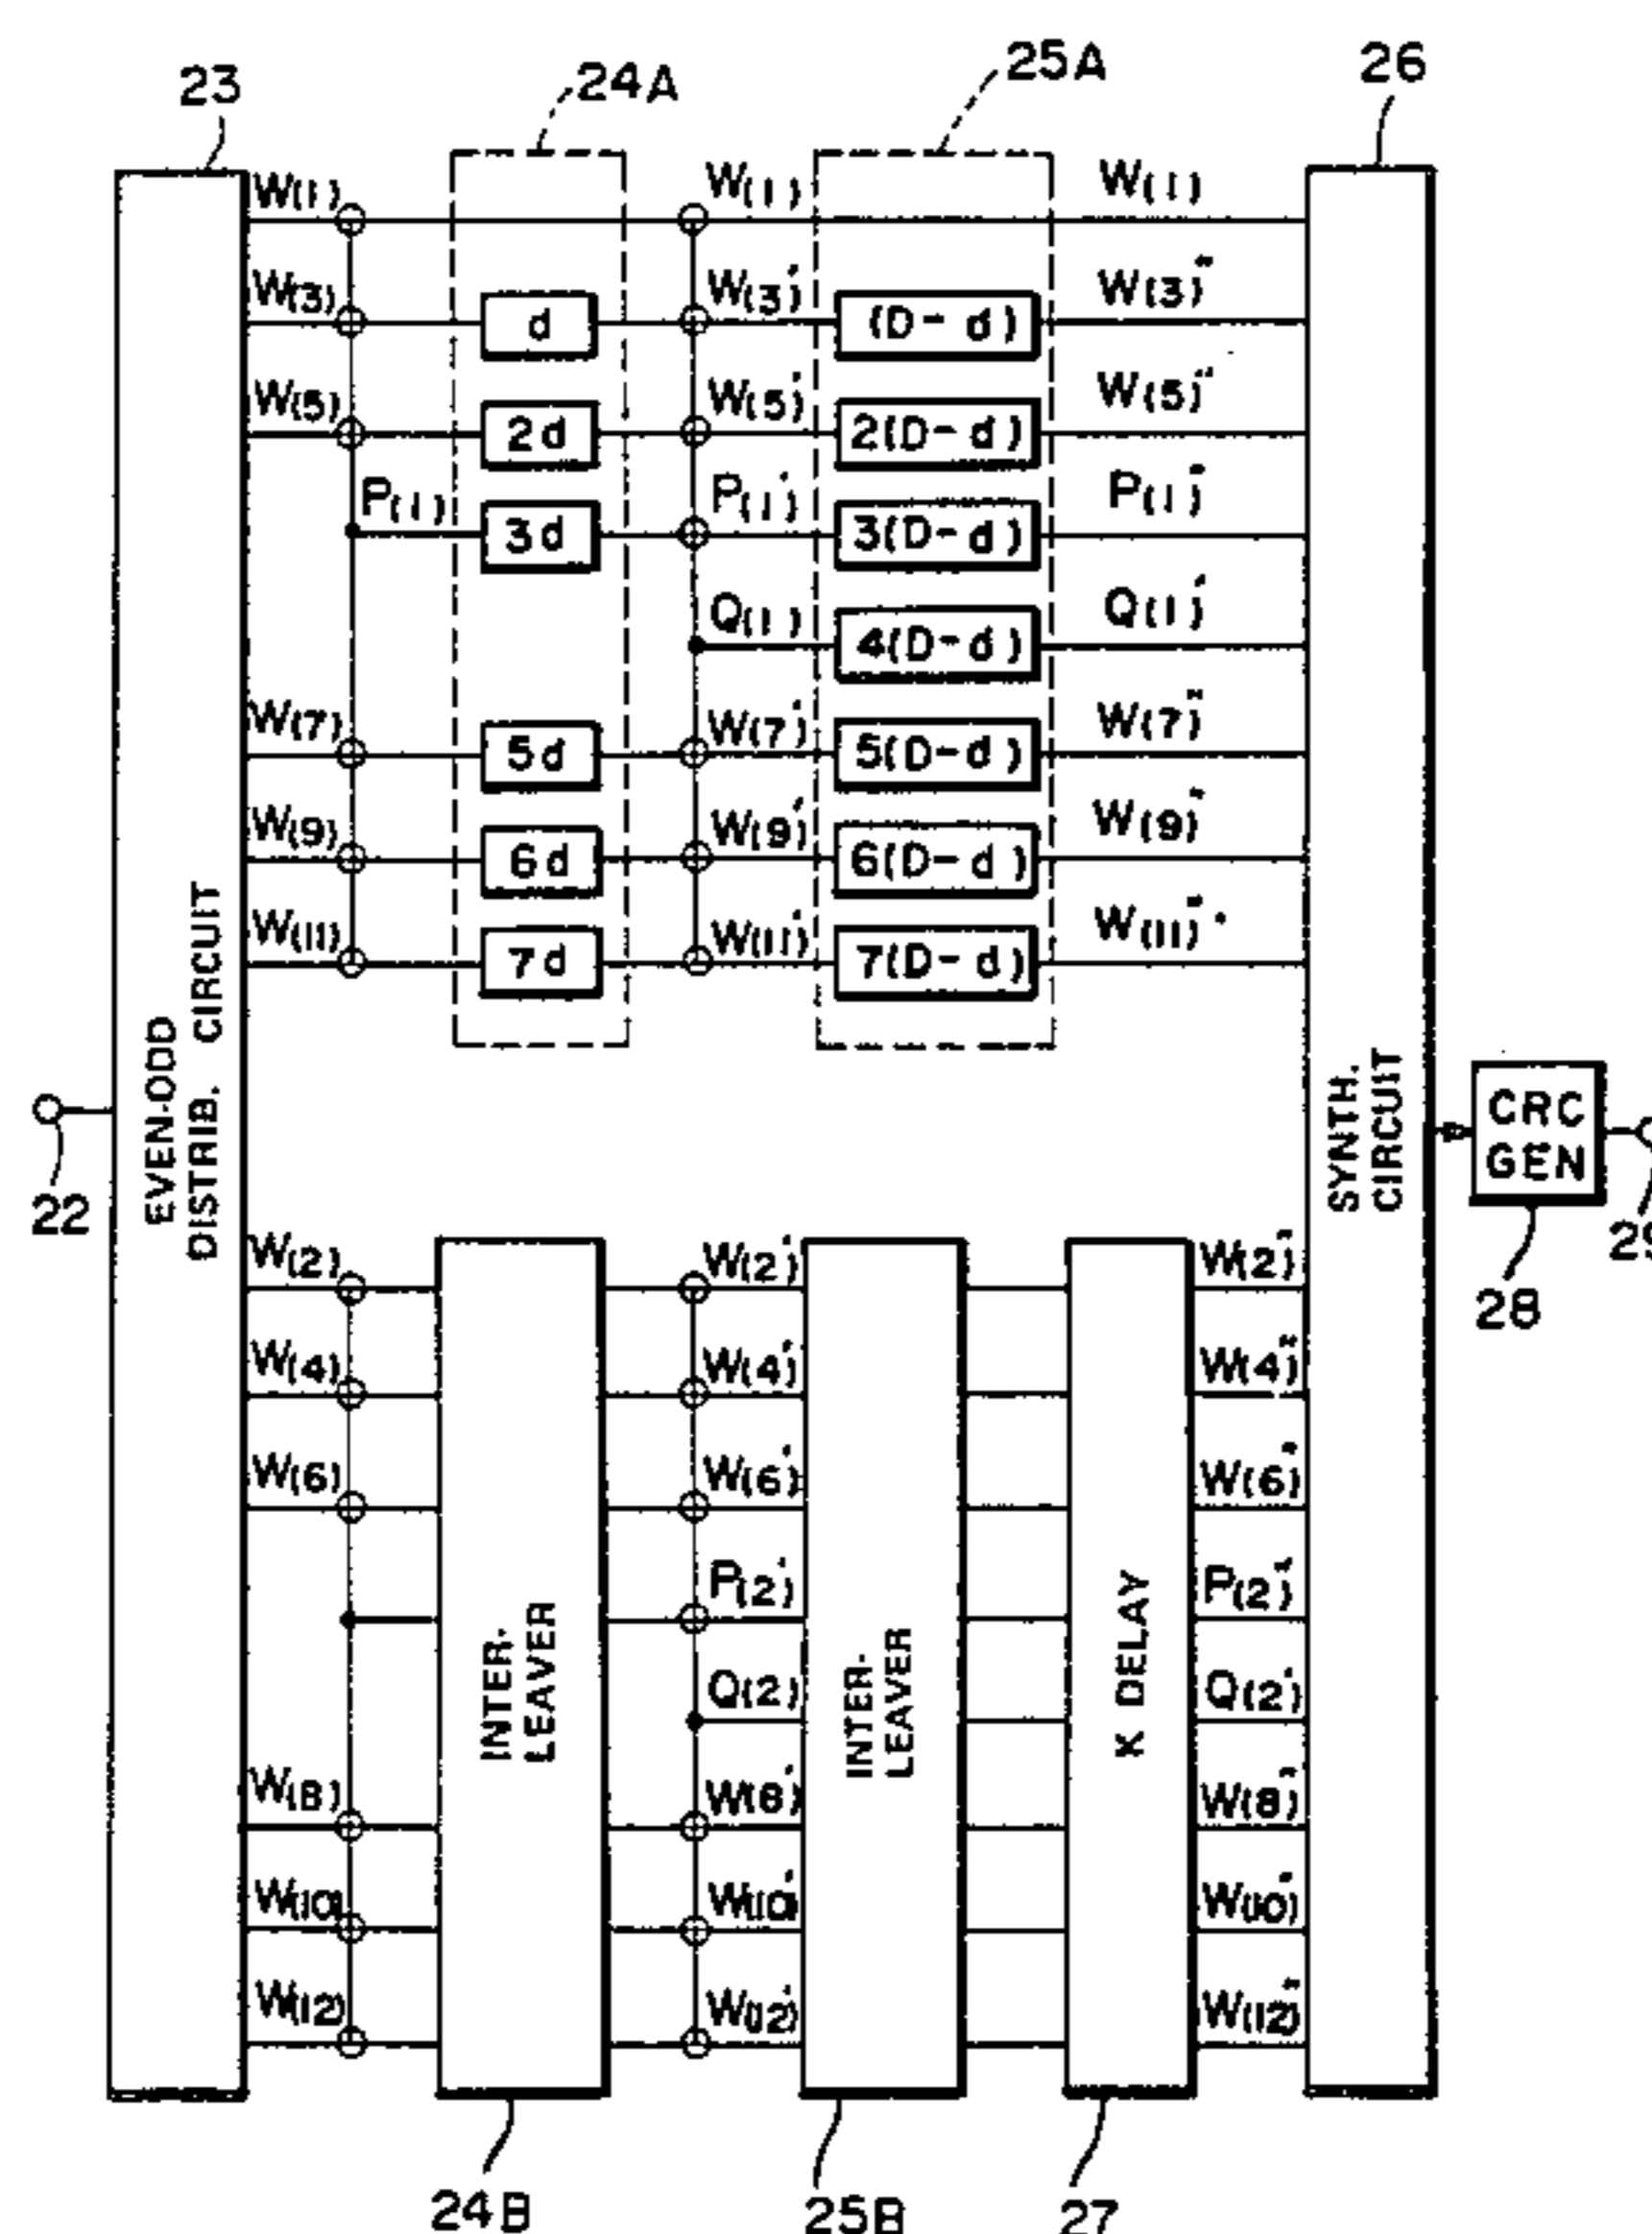 23
24A
25A
26
W(1) W(1) W(1)
W(3) d W(3)' (D-d) W(3)"
W(5) 2d W(5)' 2(D-d) W(5)"
P(1) 3d P(1)' 3(D-d) P(1)"
Q(1) 4(D-d) Q(1)'
W(7) 5d W(7)' 5(D-d) W(7)"
W(9) 6d W(9)' 6(D-d) W(9)"
W(11) 7d W(11)' 7(D-d) W(11)"
EVEN-ODD
DISTRIB. CIRCUIT
22
SYNTH.
CIRCUIT
CRC
GEN
28
29
W(2) W(2)' W(2)"
W(4) W(4)' W(4)"
W(6) W(6)' W(6)"
P(2)' P(2)"
Q(2) Q(2)'
W(8) W(8)' W(8)"
W(10) W(10)' W(10)"
W(12) W(12)' W(12)"
INTER-
LEAVER
INTER-
LEAVER
K DELAY
24B
25B
27